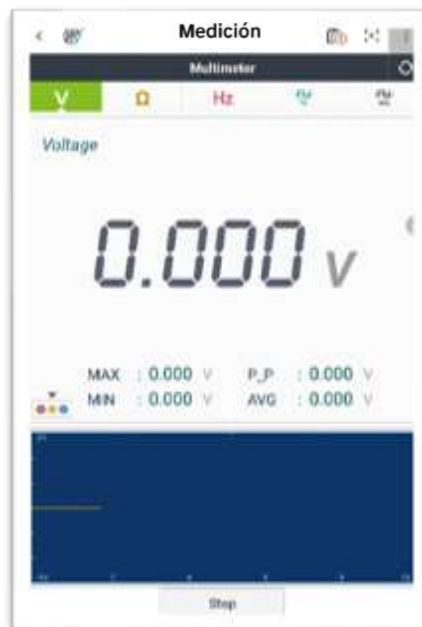 Medición
Multimeter
V Ω Hz
Voltage
0.000 V
MAX : 0.000 V P_P : 0.000 V
MIN : 0.000 V AVG : 0.000 V
Stop